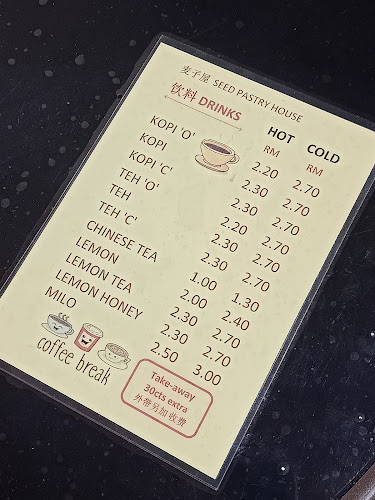 麦子屋 SEED PASTRY HOUSE
饮料 DRINKS
HOT COLD
RM RM
KOPI 'O' 2.20 2.70
KOPI 2.30 2.70
KOPI 'C' 2.30 2.70
TEH 'O' 2.20 2.70
TEH 2.30 2.70
TEH 'C' 2.30 2.70
CHINESE TEA 1.00 1.30
LEMON 2.00 2.40
LEMON TEA 2.30 2.70
LEMON HONEY 2.30 2.70
MILO 2.50 3.00
coffee break
Take-away
30cts extra
外带另加收费